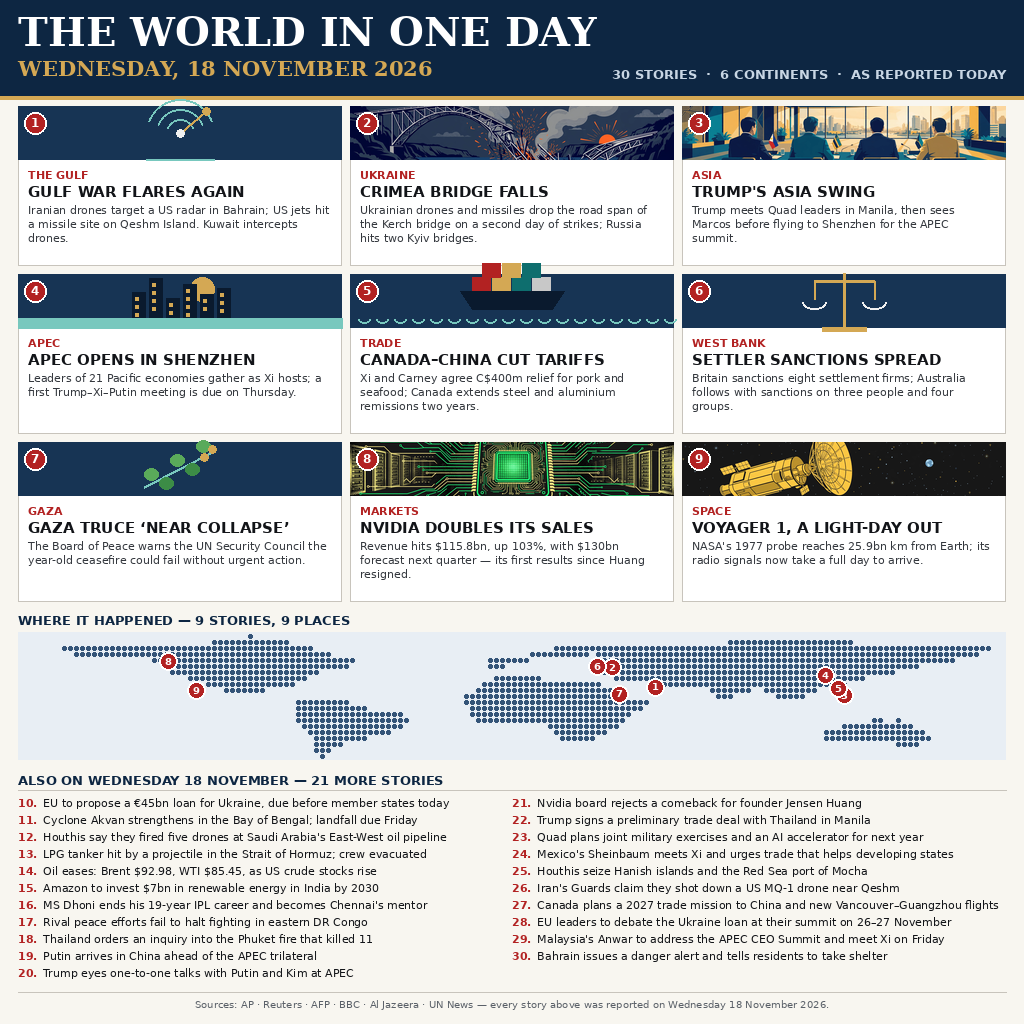 THE WORLD IN ONE DAY
WEDNESDAY, 18 NOVEMBER 2026
30 STORIES · 6 CONTINENTS · AS REPORTED TODAY
1
THE GULF
GULF WAR FLARES AGAIN
Iranian drones target a US radar in Bahrain; US jets hit
a missile site on Qeshm Island. Kuwait intercepts
drones.
2
UKRAINE
CRIMEA BRIDGE FALLS
Ukrainian drones and missiles drop the road span of
the Kerch bridge on a second day of strikes; Russia
hits two Kyiv bridges.
3
ASIA
TRUMP'S ASIA SWING
Trump meets Quad leaders in Manila, then sees
Marcos before flying to Shenzhen for the APEC
summit.
4
APEC
APEC OPENS IN SHENZHEN
Leaders of 21 Pacific economies gather as Xi hosts; a
first Trump–Xi–Putin meeting is due on Thursday.
5
TRADE
CANADA–CHINA CUT TARIFFS
Xi and Carney agree C$400m relief for pork and
seafood; Canada extends steel and aluminium
remissions two years.
6
WEST BANK
SETTLER SANCTIONS SPREAD
Britain sanctions eight settlement firms; Australia
follows with sanctions on three people and four
groups.
7
GAZA
GAZA TRUCE ‘NEAR COLLAPSE’
The Board of Peace warns the UN Security Council the
year-old ceasefire could fail without urgent action.
8
MARKETS
NVIDIA DOUBLES ITS SALES
Revenue hits $115.8bn, up 103%, with $130bn
forecast next quarter — its first results since Huang
resigned.
9
SPACE
VOYAGER 1, A LIGHT-DAY OUT
NASA's 1977 probe reaches 25.9bn km from Earth; its
radio signals now take a full day to arrive.
WHERE IT HAPPENED — 9 STORIES, 9 PLACES
8
9
6
2
7
1
4
5
3
ALSO ON WEDNESDAY 18 NOVEMBER — 21 MORE STORIES
10. EU to propose a €45bn loan for Ukraine, due before member states today
11. Cyclone Akvan strengthens in the Bay of Bengal; landfall due Friday
12. Houthis say they fired five drones at Saudi Arabia's East-West oil pipeline
13. LPG tanker hit by a projectile in the Strait of Hormuz; crew evacuated
14. Oil eases: Brent $92.98, WTI $85.45, as US crude stocks rise
15. Amazon to invest $7bn in renewable energy in India by 2030
16. MS Dhoni ends his 19-year IPL career and becomes Chennai's mentor
17. Rival peace efforts fail to halt fighting in eastern DR Congo
18. Thailand orders an inquiry into the Phuket fire that killed 11
19. Putin arrives in China ahead of the APEC trilateral
20. Trump eyes one-to-one talks with Putin and Kim at APEC
21. Nvidia board rejects a comeback for founder Jensen Huang
22. Trump signs a preliminary trade deal with Thailand in Manila
23. Quad plans joint military exercises and an AI accelerator for next year
24. Mexico's Sheinbaum meets Xi and urges trade that helps developing states
25. Houthis seize Hanish islands and the Red Sea port of Mocha
26. Iran's Guards claim they shot down a US MQ-1 drone near Qeshm
27. Canada plans a 2027 trade mission to China and new Vancouver–Guangzhou flights
28. EU leaders to debate the Ukraine loan at their summit on 26–27 November
29. Malaysia's Anwar to address the APEC CEO Summit and meet Xi on Friday
30. Bahrain issues a danger alert and tells residents to take shelter
Sources: AP · Reuters · AFP · BBC · Al Jazeera · UN News — every story above was reported on Wednesday 18 November 2026.